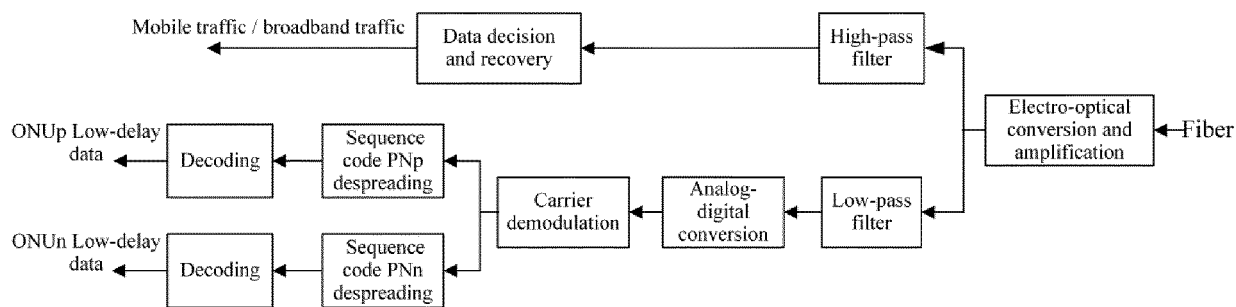 Mobile traffic / broadband traffic
Data decision
and recovery
High-pass
filter
Electro-optical
conversion and
amplification
Fiber
ONUp Low-delay
data
Decoding
Sequence
code PNp
despreading
Carrier
demodulation
Analog-
digital
conversion
Low-pass
filter
ONUn Low-delay
data
Decoding
Sequence
code PNn
despreading